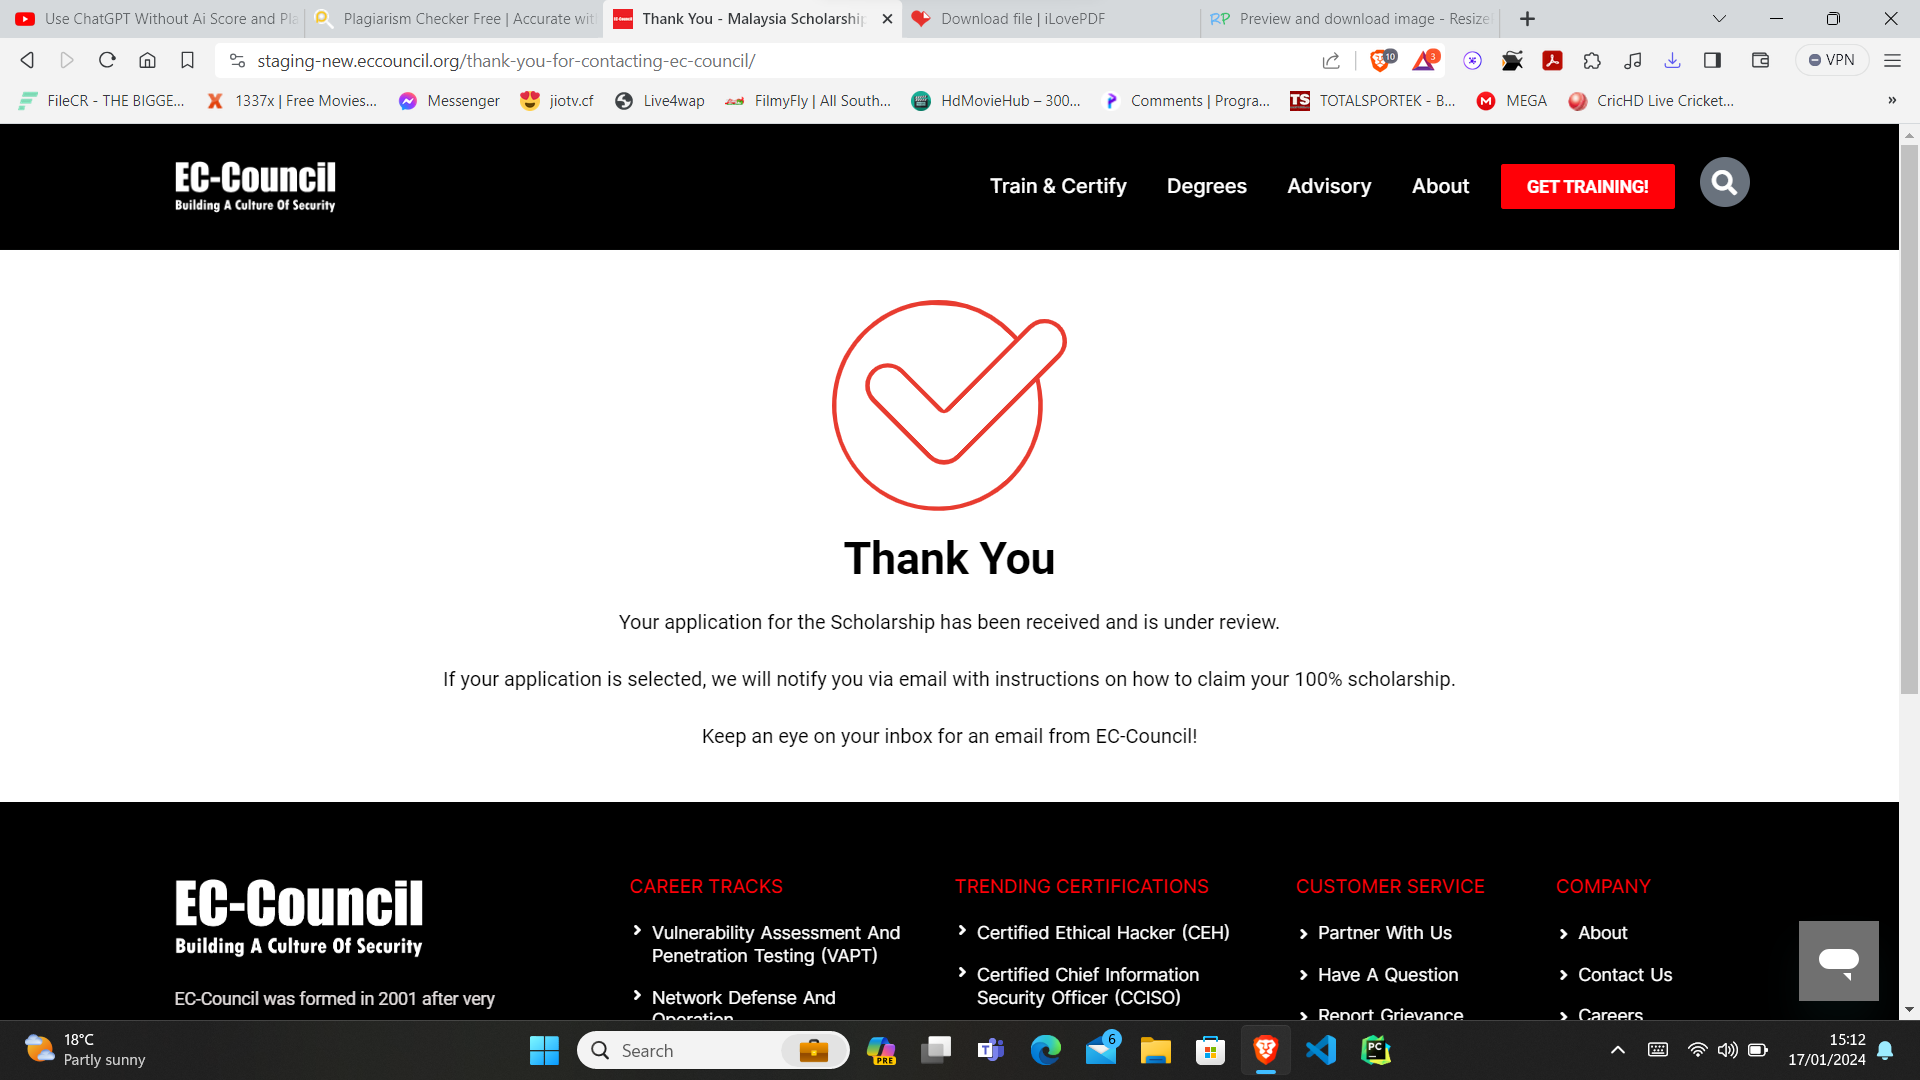 Use ChatGPT Without Ai Score and Pla
Plagiarism Checker Free | Accurate wit
Thank You - Malaysia Scholarship
Download file | iLovePDF
RP Preview and download image - Resize
staging-new.eccouncil.org/thank-you-for-contacting-ec-council/
10
3
VPN
FileCR - THE BIGGE...
1337x | Free Movies...
Messenger
jiotv.cf
Live4wap
FilmyFly | All South...
HdMovieHub – 300...
Comments | Progra...
TS TOTALSPORTEK - B...
M MEGA
CricHD Live Cricket...
»
EC-Council
Building A Culture Of Security
Train & Certify
Degrees
Advisory
About
GET TRAINING!
Thank You
Your application for the Scholarship has been received and is under review.
If your application is selected, we will notify you via email with instructions on how to claim your 100% scholarship.
Keep an eye on your inbox for an email from EC-Council!
EC-Council
Building A Culture Of Security
EC-Council was formed in 2001 after very
CAREER TRACKS
Vulnerability Assessment And
Penetration Testing (VAPT)
Network Defense And
Operation
TRENDING CERTIFICATIONS
Certified Ethical Hacker (CEH)
Certified Chief Information
Security Officer (CCISO)
CUSTOMER SERVICE
Partner With Us
Have A Question
Report Grievance
COMPANY
About
Contact Us
Careers
18°C
Partly sunny
Search
PRE
6
PC
15:12
17/01/2024